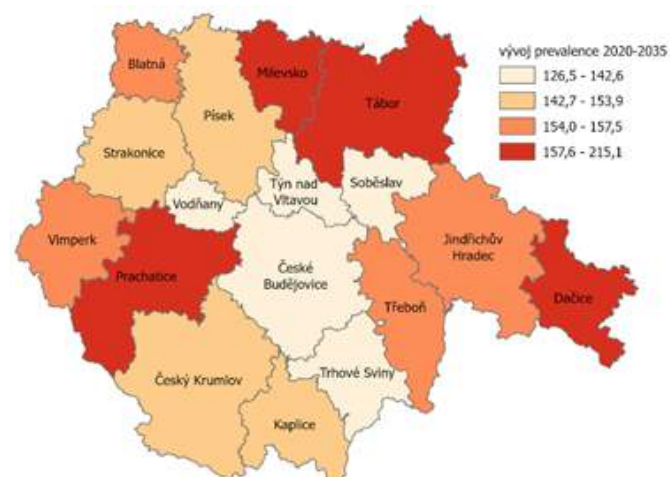 vývoj prevalence 2020-2035
126,5 - 142,6
142,7 - 153,9
154,0 - 157,5
157,6 - 215,1
Blatná
Milevsko
Tábor
Písek
Strakonice
Týn nad
Vltavou
Soběslav
Vodňany
Vimperk
Jindřichův
Hradec
Prachatice
České
Budějovice
Dačice
Třeboň
Trhové Sviny
Český Krumlov
Kaplice